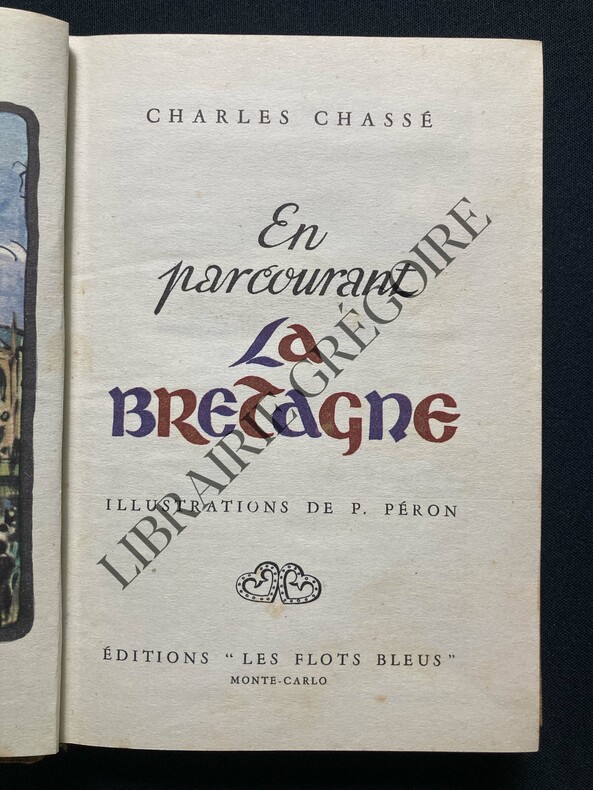 CHARLES CHASSÉ
En
parcourant
La
BRETAGNE
ILLUSTRATIONS DE P. PÉRON
ÉDITIONS “ LES FLOTS BLEUS ”
MONTE-CARLO
LIBRAIRIE GRÉGOIRE